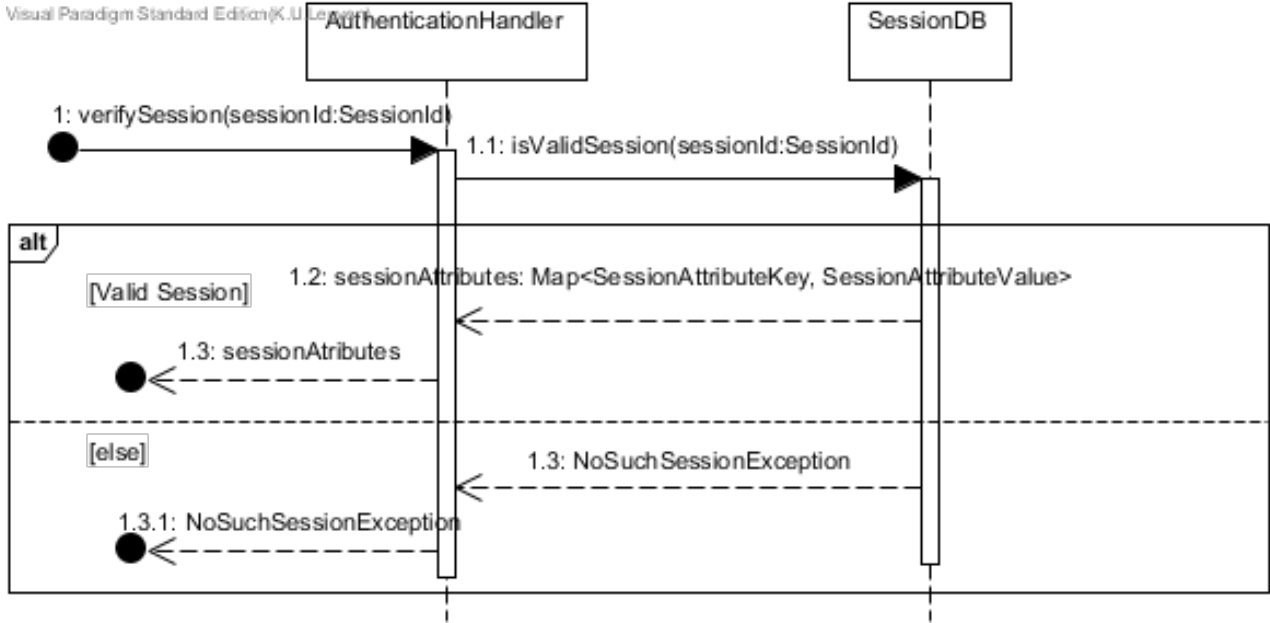 Visual Paradigm Standard Edition(K.U.Leuven)
AuthenticationHandler
SessionDB
1: verifySession(sessionId:SessionId)
1.1: isValidSession(sessionId:SessionId)
alt
1.2: sessionAttributes: Map<SessionAttributeKey, SessionAttributeValue>
[Valid Session]
1.3: sessionAtributes
[else]
1.3: NoSuchSessionException
1.3.1: NoSuchSessionException